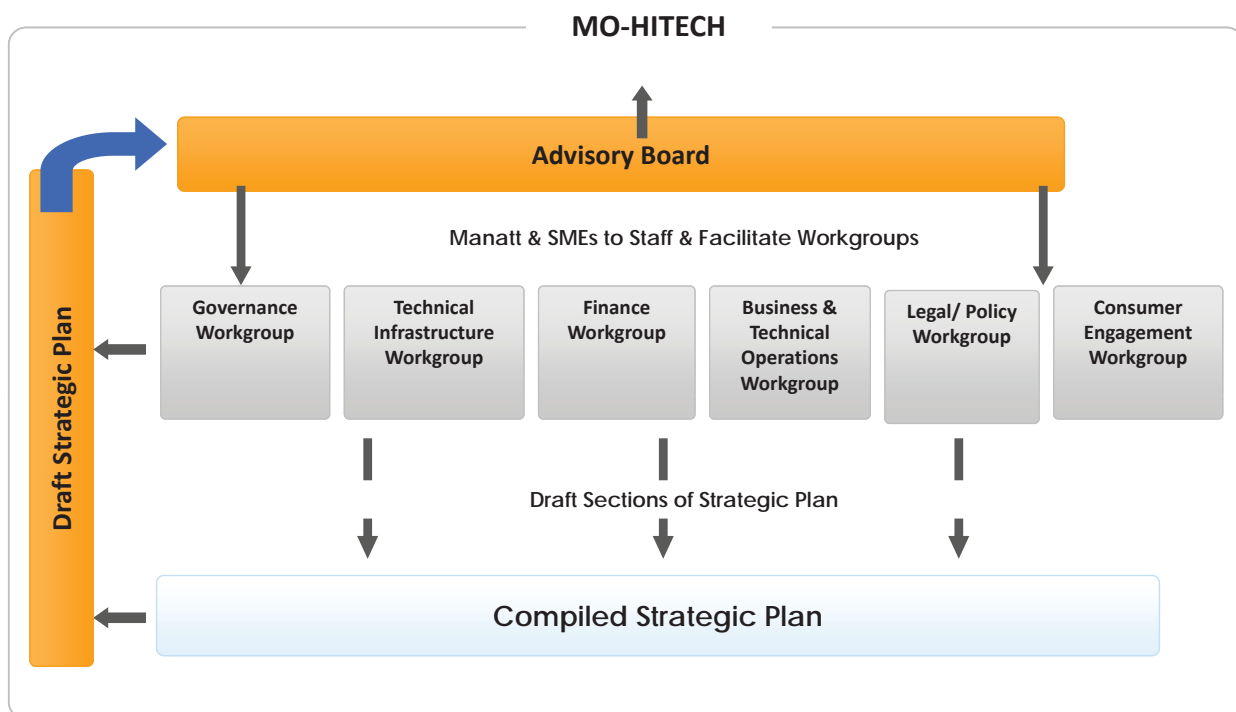 MO-HITECH
Advisory Board
Manatt & SMEs to Staff & Facilitate Workgroups
Governance
Workgroup
Technical
Infrastructure
Workgroup
Finance
Workgroup
Business &
Technical
Operations
Workgroup
Legal/ Policy
Workgroup
Consumer
Engagement
Workgroup
Draft Strategic Plan
Draft Sections of Strategic Plan
Compiled Strategic Plan